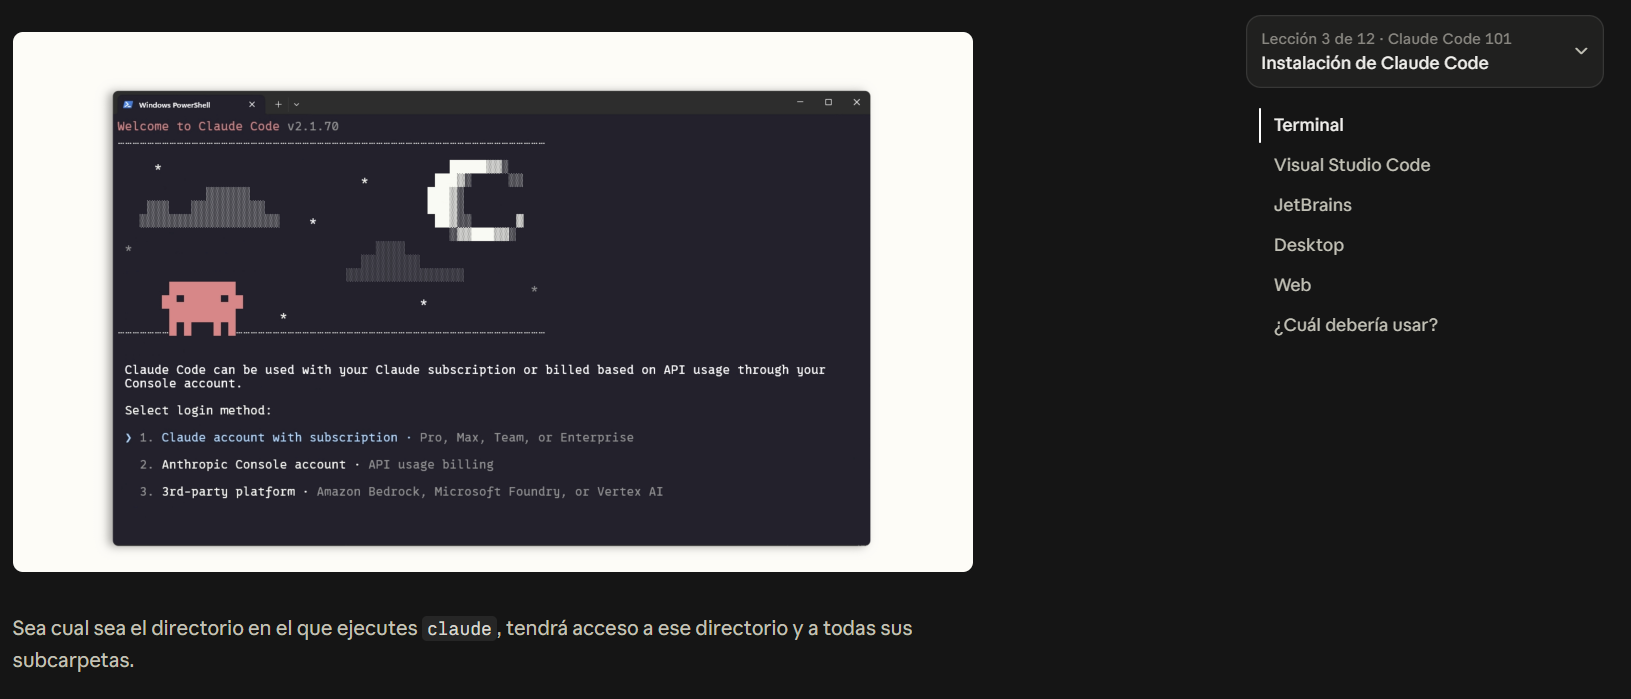 Windows PowerShell
Welcome to Claude Code v2.1.70
Claude Code can be used with your Claude subscription or billed based on API usage through your
Console account.
Select login method:
❯ 1. Claude account with subscription · Pro, Max, Team, or Enterprise
2. Anthropic Console account · API usage billing
3. 3rd-party platform · Amazon Bedrock, Microsoft Foundry, or Vertex AI
Sea cual sea el directorio en el que ejecutes claude, tendrá acceso a ese directorio y a todas sus
subcarpetas.
Lección 3 de 12 · Claude Code 101
Instalación de Claude Code
Terminal
Visual Studio Code
JetBrains
Desktop
Web
¿Cuál debería usar?